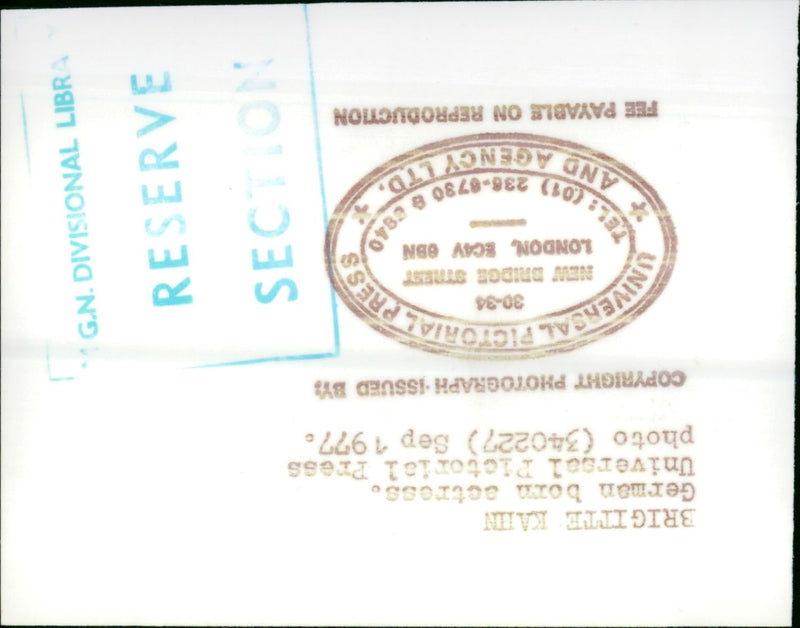 BRIGITTE KAHN
German born actress.
Universal Pictorial Press
photo (340227) Sep 1977.
COPYRIGHT PHOTOGRAPH ISSUED BY:
UNIVERSAL PICTORIAL PRESS
AND AGENCY LTD.
30-34
NEW BRIDGE STREET
LONDON, EC4V 6BN
TEL: (01) 236-6730 & 6940
FEE PAYABLE ON REPRODUCTION
G.N. DIVISIONAL
RESERVE
SECTION